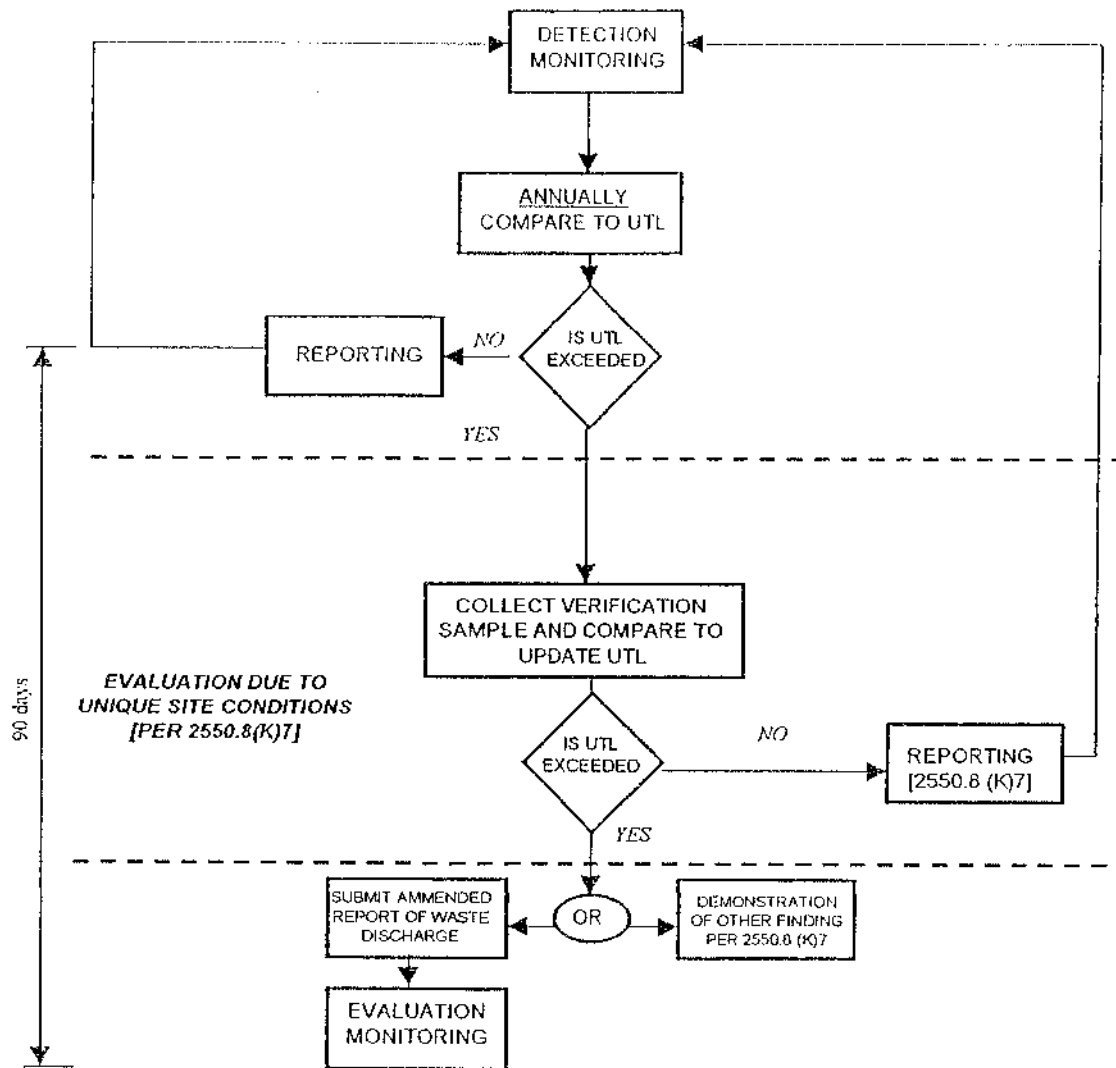 DETECTION
MONITORING
ANNUALLY
COMPARE TO UTL
IS UTL
EXCEEDED
NO
REPORTING
YES
COLLECT VERIFICATION
SAMPLE AND COMPARE TO
UPDATE UTL
EVALUATION DUE TO
UNIQUE SITE CONDITIONS
[PER 2550.8(K)7]
90 days
IS UTL
EXCEEDED
NO
REPORTING
[2550.8 (K)7]
YES
SUBMIT AMMENDED
REPORT OF WASTE
DISCHARGE
OR
DEMONSTRATION
OF OTHER FINDING
PER 2550.8 (K)7
EVALUATION
MONITORING